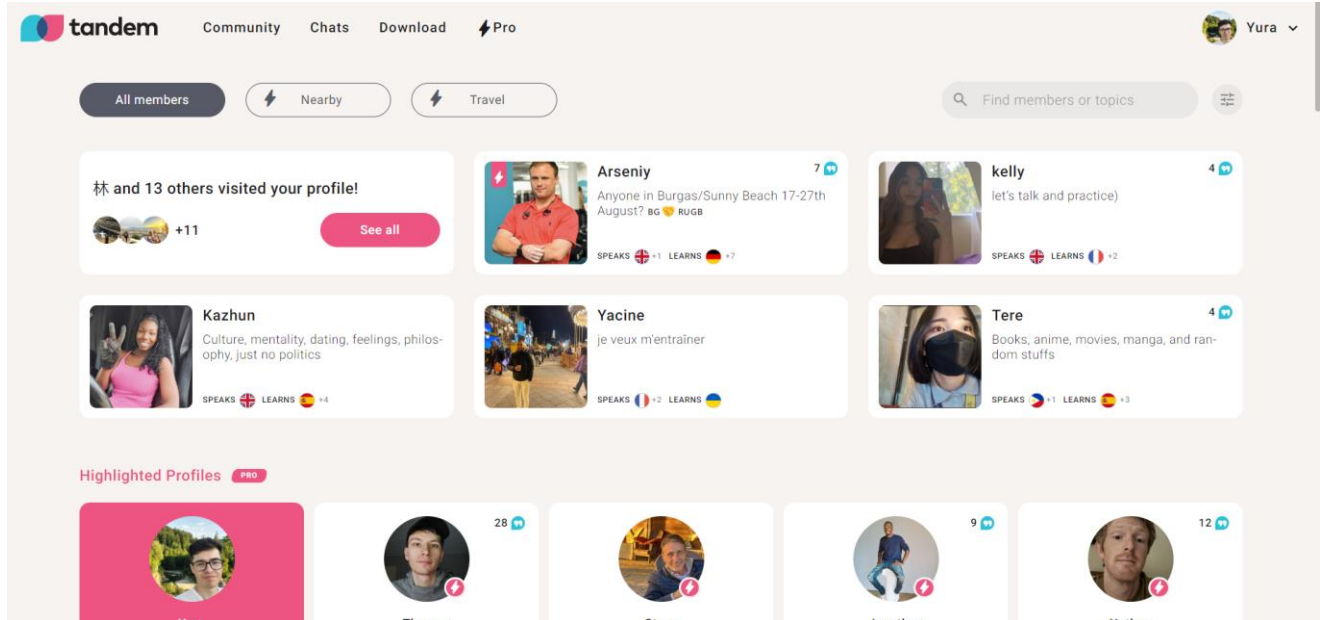 tandem
Community Chats Download Pro
Yura
All members Nearby Travel
Find members or topics
林 and 13 others visited your profile!
+11 See all
Arseniy 7
Anyone in Burgas/Sunny Beach 17-27th
August? BG 🤝 RUGB
SPEAKS +1 LEARNS +7
kelly 4
let's talk and practice)
SPEAKS LEARNS +2
Kazhun
Culture, mentality, dating, feelings, philos-
ophy, just no politics
SPEAKS LEARNS +4
Yacine
je veux m'entraîner
SPEAKS +2 LEARNS
Tere 4
Books, anime, movies, manga, and ran-
dom stuffs
SPEAKS +1 LEARNS +3
Highlighted Profiles PRO
28
9
12